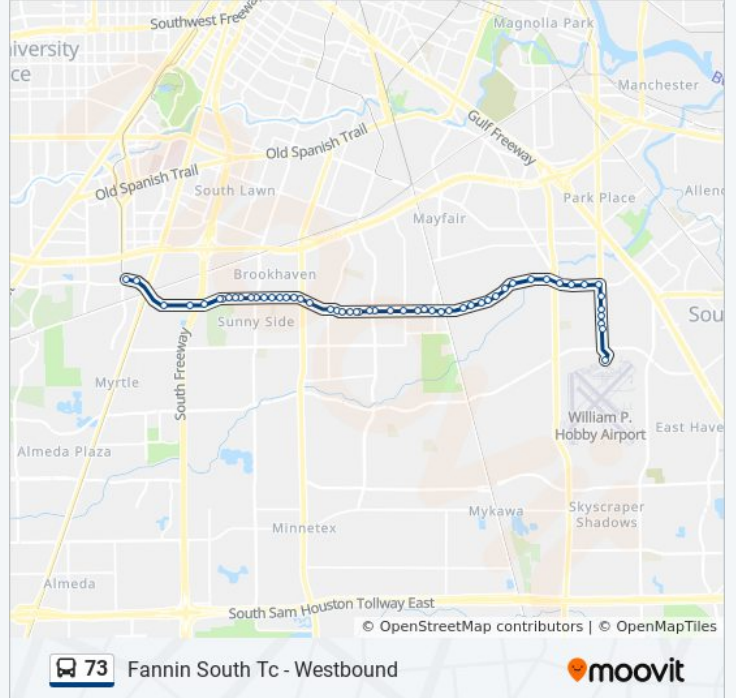 Southwest Freew
Magnolia Park
iversity
ce
Manchester
Gulf Freeway
Old Spanish Trail
Old Spanish Trail
South Lawn
Park Place
Allen
Mayfair
Brookhaven
Sunny Side
Sou
South Freeway
Myrtle
William P.
Hobby Airport
East Have
Almeda Plaza
Mykawa
Skyscraper
Shadows
Minnetex
Almeda
South Sam Houston Tollway East
© OpenStreetMap contributors | © OpenMapTiles
73 Fannin South Tc - Westbound
moovit